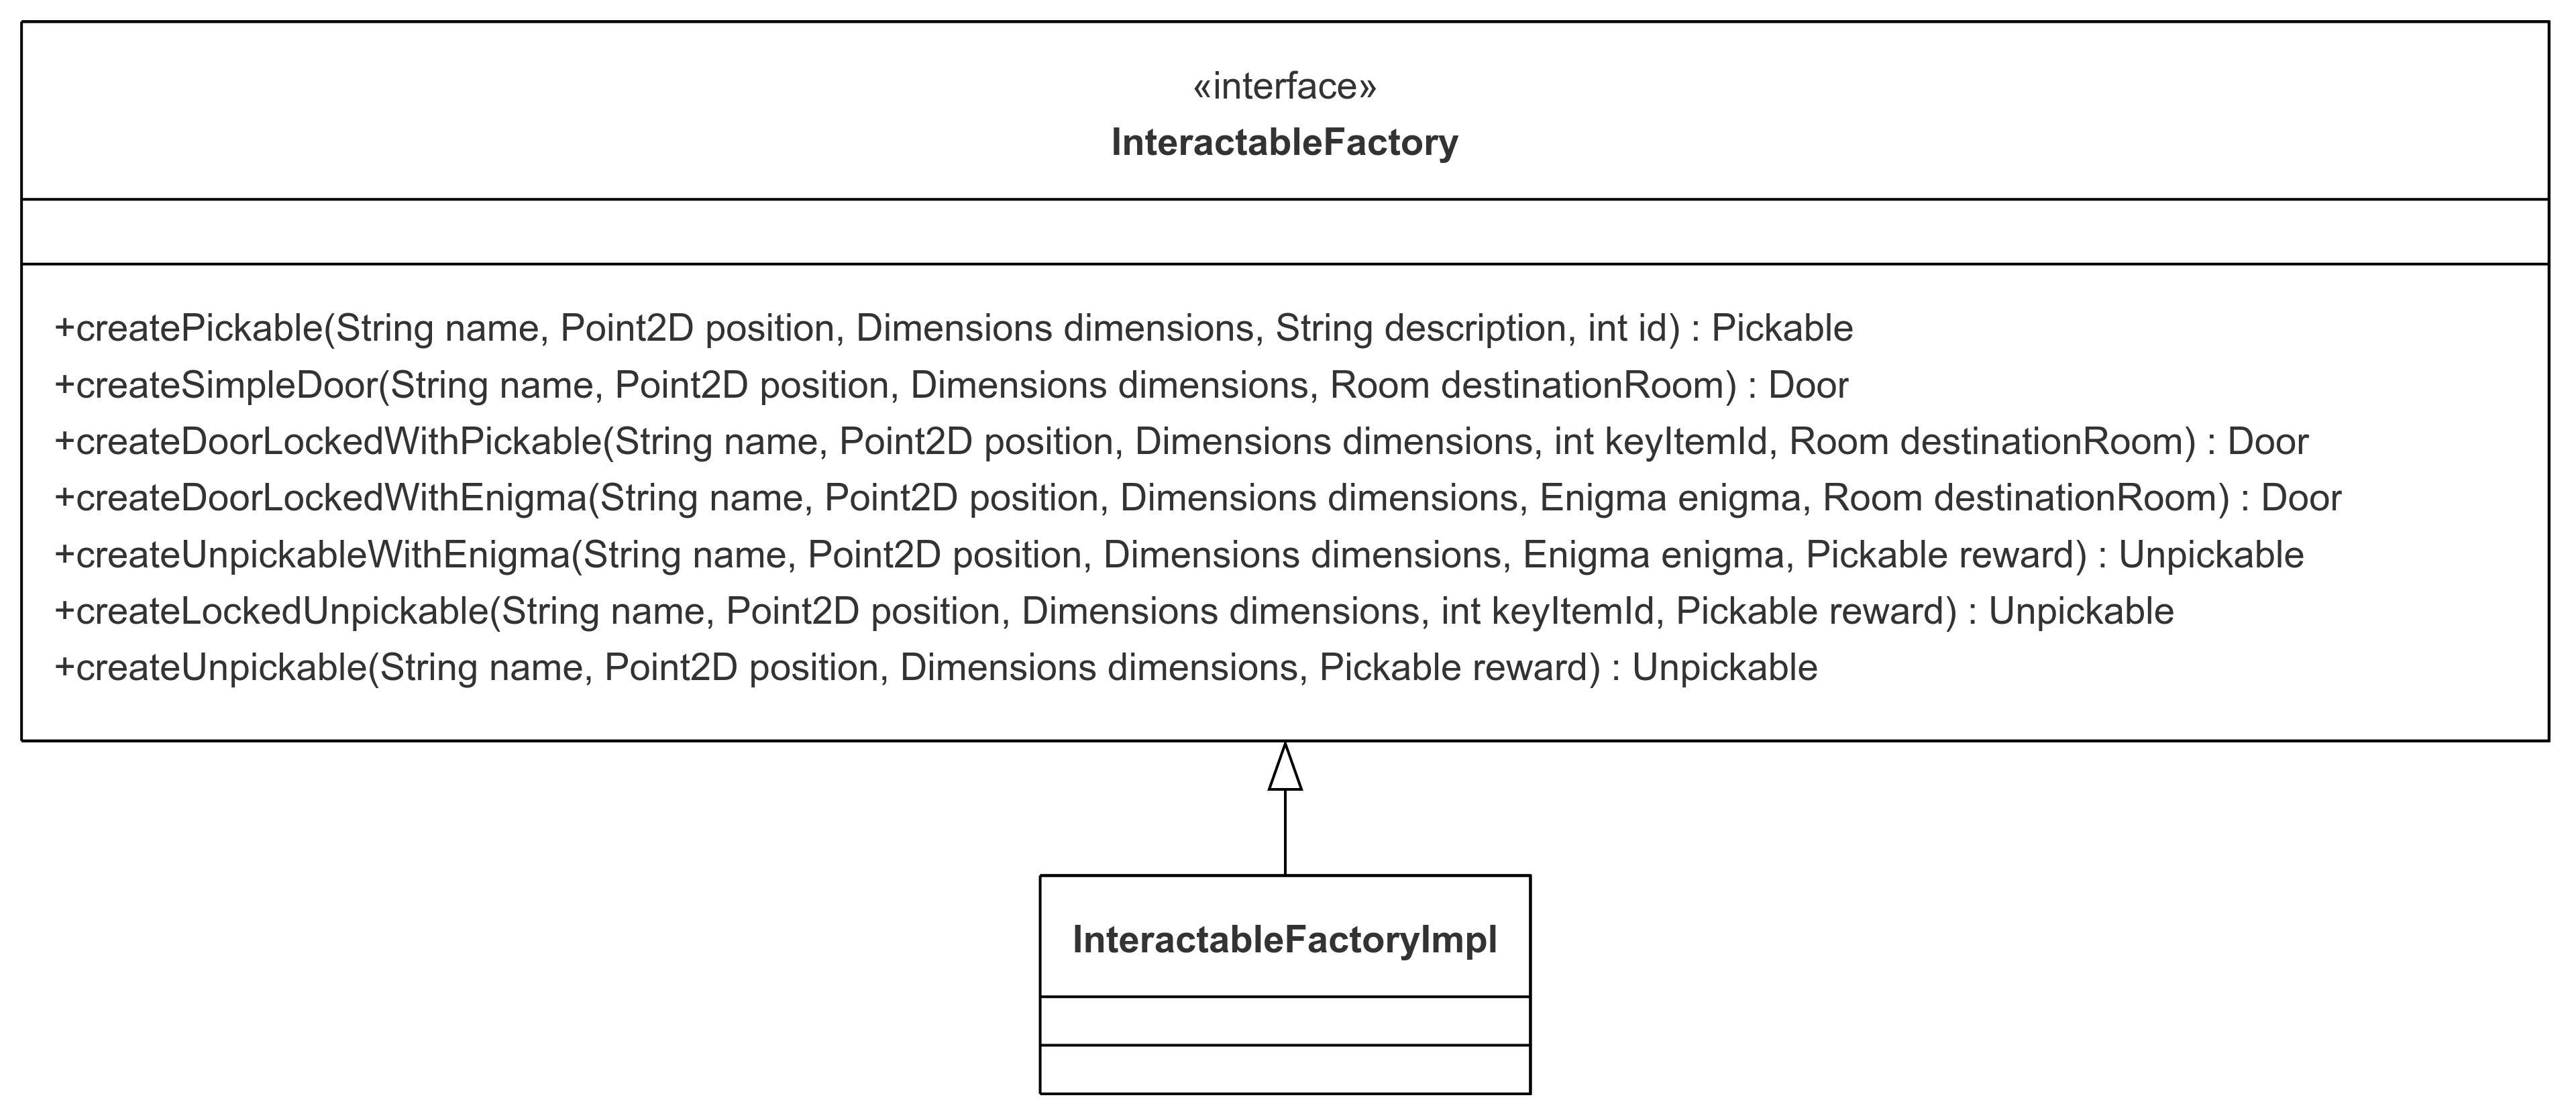 «interface»
InteractableFactory
+createPickable(String name, Point2D position, Dimensions dimensions, String description, int id) : Pickable
+createSimpleDoor(String name, Point2D position, Dimensions dimensions, Room destinationRoom) : Door
+createDoorLockedWithPickable(String name, Point2D position, Dimensions dimensions, int keyItemId, Room destinationRoom) : Door
+createDoorLockedWithEnigma(String name, Point2D position, Dimensions dimensions, Enigma enigma, Room destinationRoom) : Door
+createUnpickableWithEnigma(String name, Point2D position, Dimensions dimensions, Enigma enigma, Pickable reward) : Unpickable
+createLockedUnpickable(String name, Point2D position, Dimensions dimensions, int keyItemId, Pickable reward) : Unpickable
+createUnpickable(String name, Point2D position, Dimensions dimensions, Pickable reward) : Unpickable
InteractableFactoryImpl